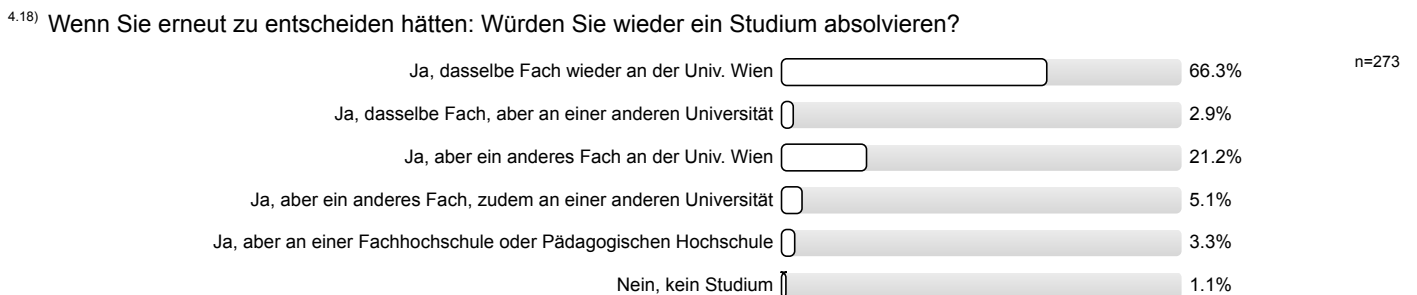 4.18) Wenn Sie erneut zu entscheiden hätten: Würden Sie wieder ein Studium absolvieren?
Ja, dasselbe Fach wieder an der Univ. Wien 66.3% n=273
Ja, dasselbe Fach, aber an einer anderen Universität 2.9%
Ja, aber ein anderes Fach an der Univ. Wien 21.2%
Ja, aber ein anderes Fach, zudem an einer anderen Universität 5.1%
Ja, aber an einer Fachhochschule oder Pädagogischen Hochschule 3.3%
Nein, kein Studium 1.1%